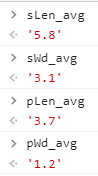 > sLen_avg
< '5.8'
> sWd_avg
< '3.1'
> pLen_avg
< '3.7'
> pWd_avg
< '1.2'